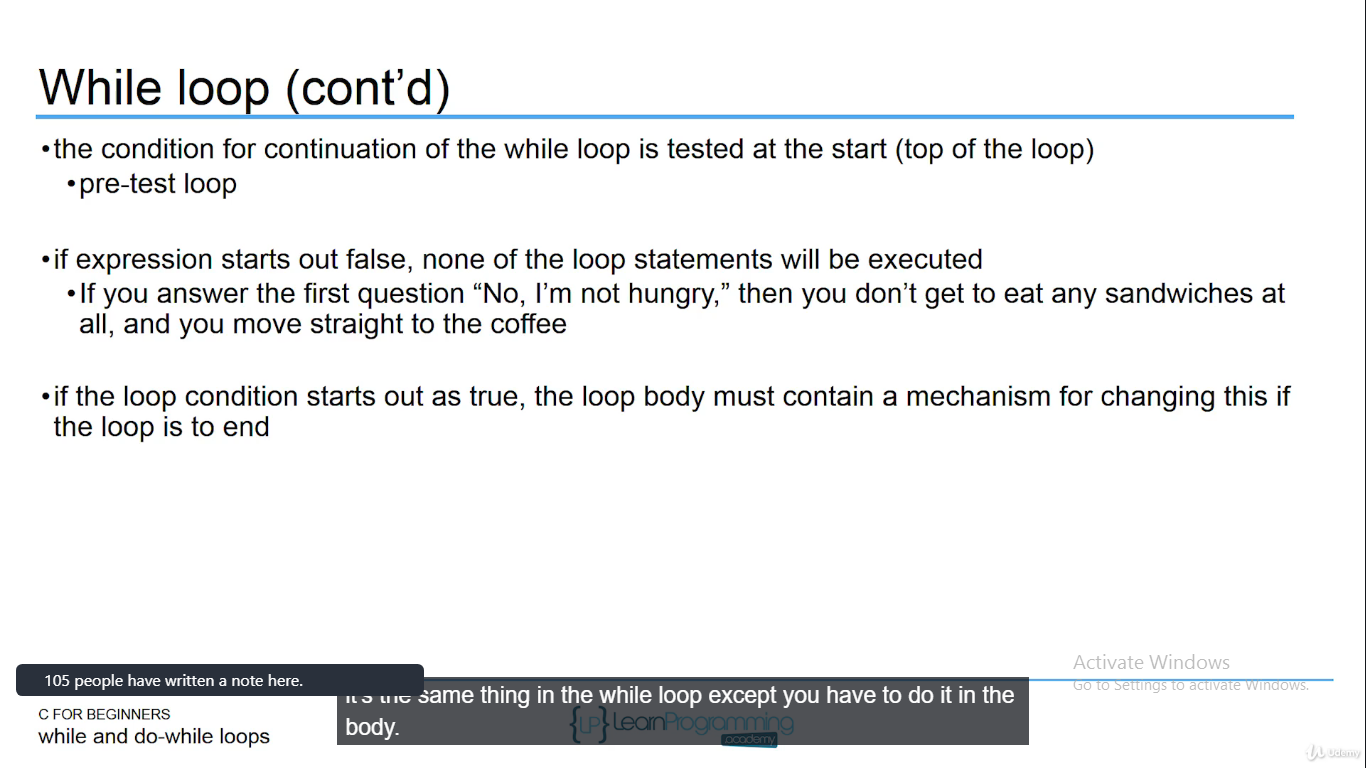 While loop (cont’d)
•the condition for continuation of the while loop is tested at the start (top of the loop)
•pre-test loop
•if expression starts out false, none of the loop statements will be executed
•If you answer the first question “No, I’m not hungry,” then you don’t get to eat any sandwiches at
all, and you move straight to the coffee
•if the loop condition starts out as true, the loop body must contain a mechanism for changing this if
the loop is to end
Activate Windows
Go to Settings to activate Windows.
105 people have written a note here.
It's the same thing in the while loop except you have to do it in the
body.
C FOR BEGINNERS
while and do-while loops
{LP} LearnProgramming
academy
Udemy